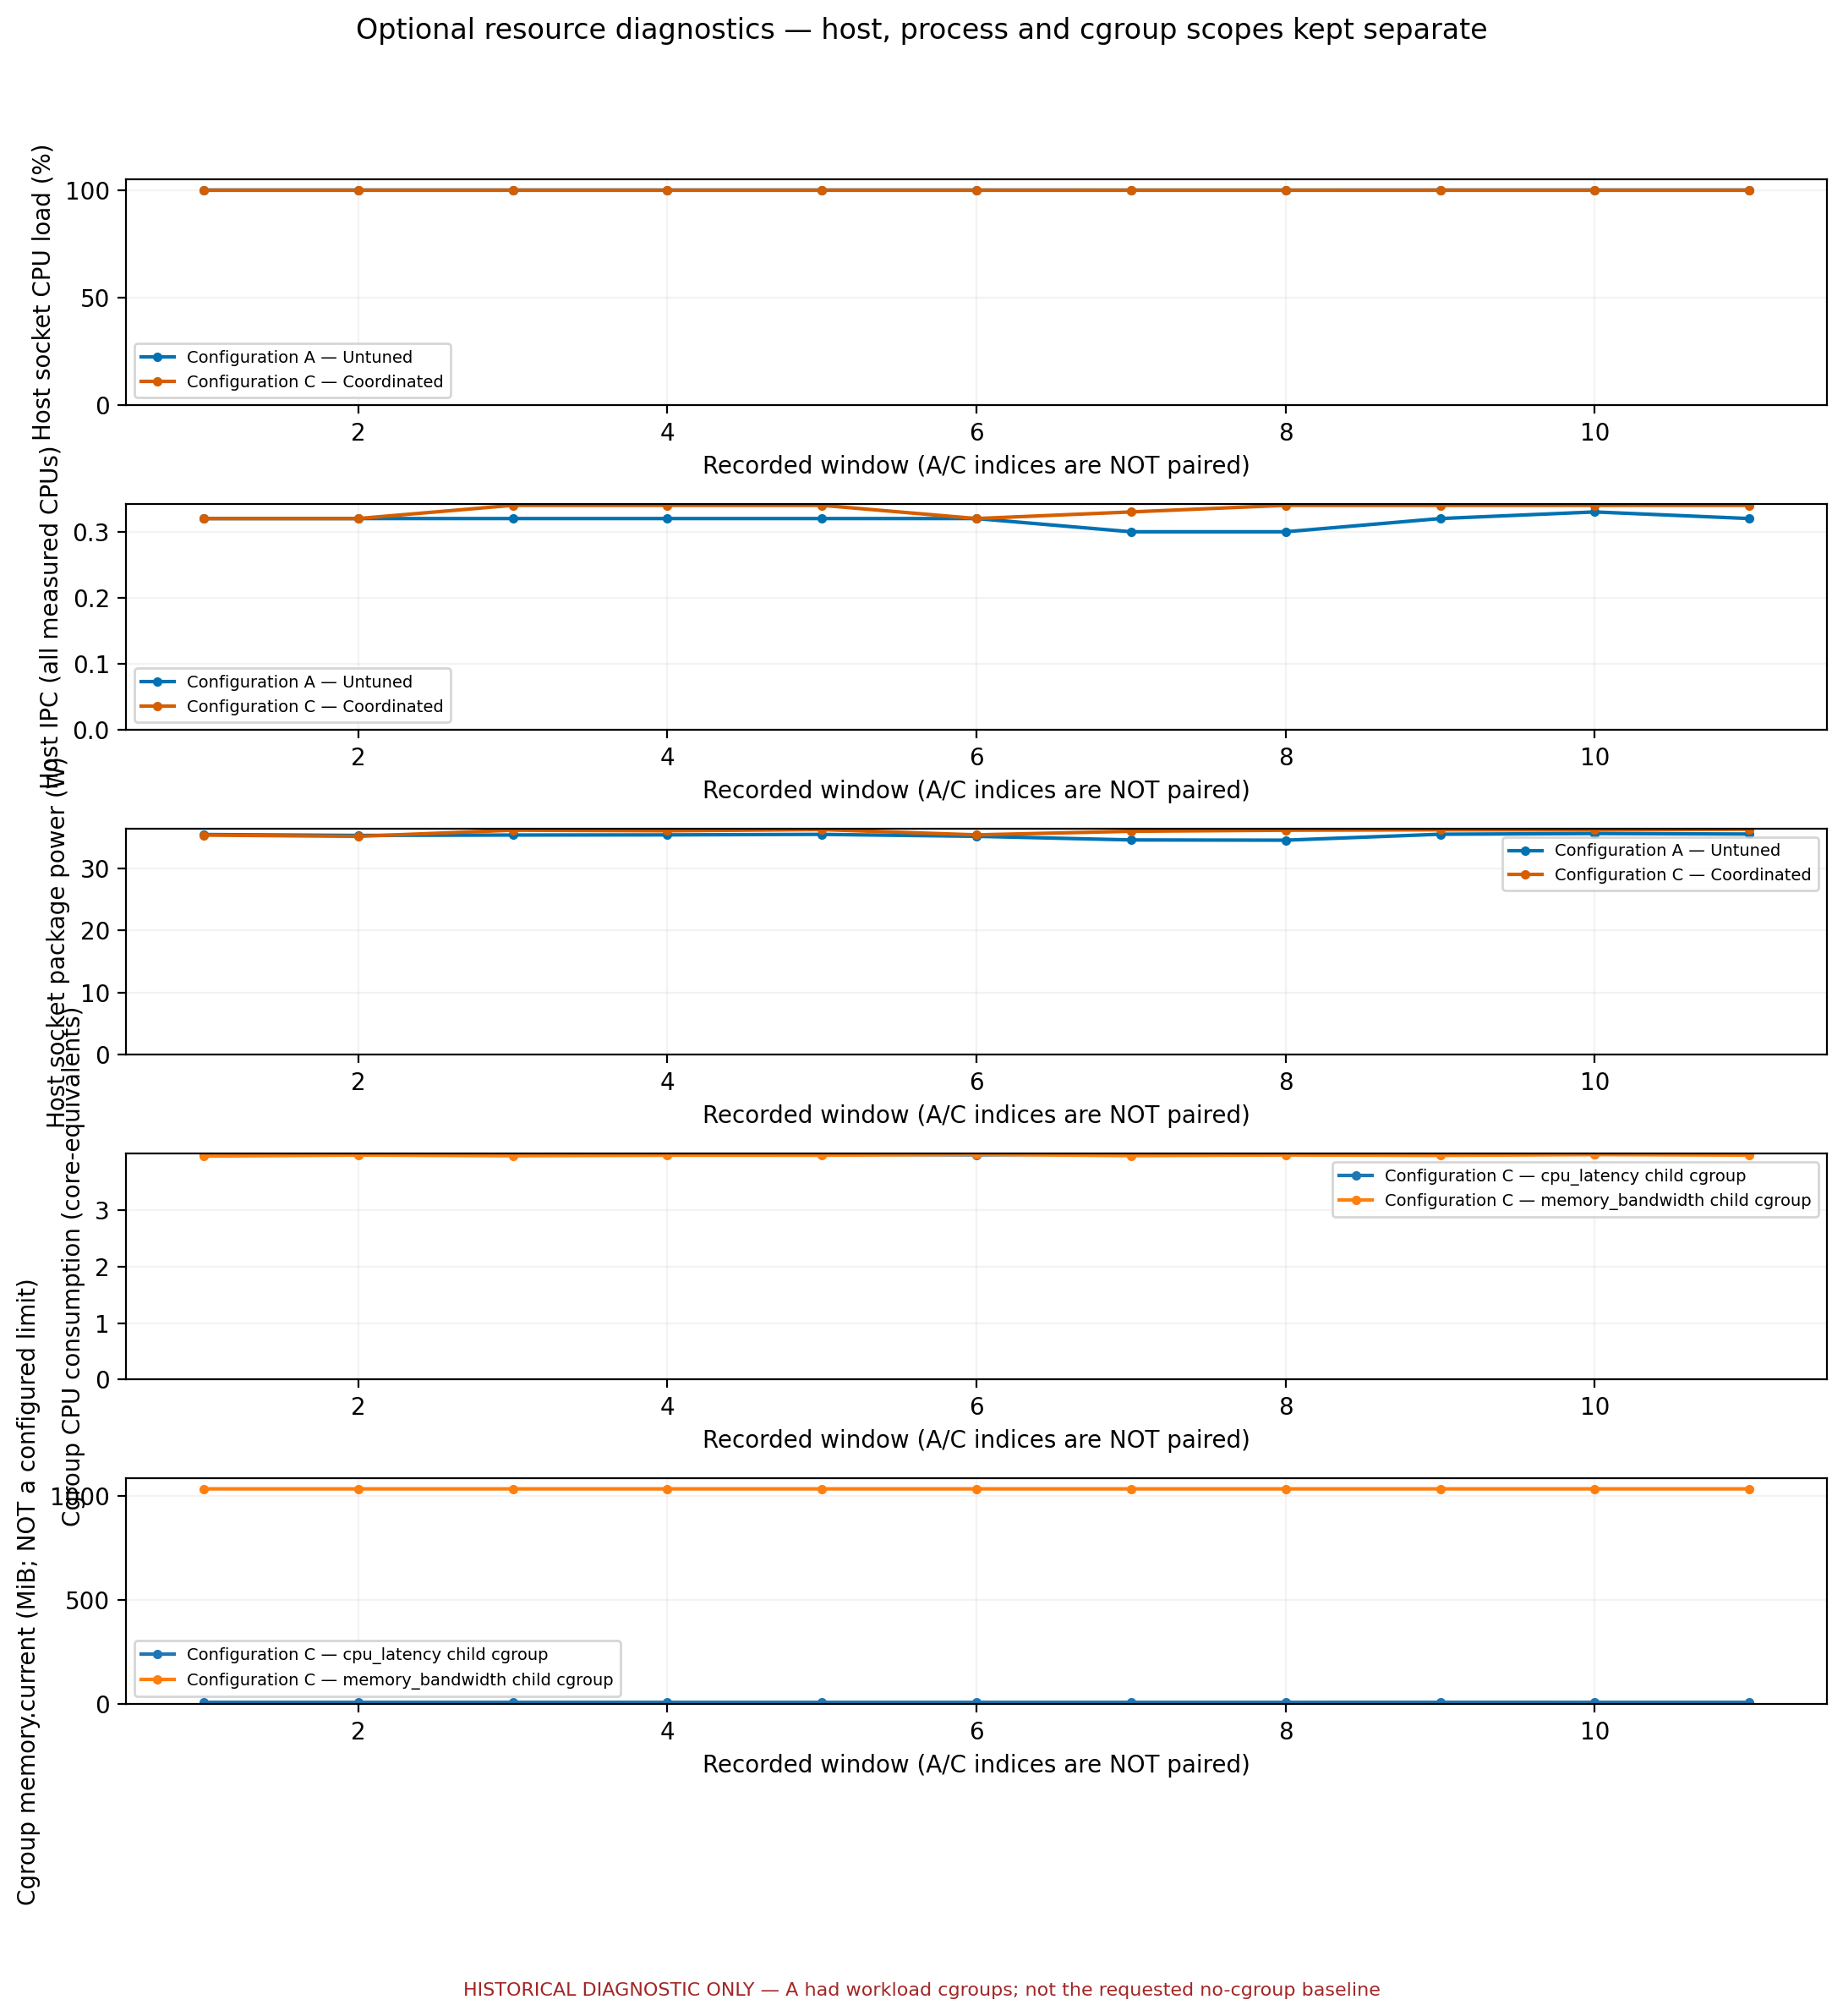 Optional resource diagnostics — host, process and cgroup scopes kept separate
Host socket CPU load (%)
100
50
0
Configuration A — Untuned
Configuration C — Coordinated
2 4 6 8 10
Recorded window (A/C indices are NOT paired)
Host IPC (all measured CPUs)
0.3
0.2
0.1
0.0
Configuration A — Untuned
Configuration C — Coordinated
2 4 6 8 10
Recorded window (A/C indices are NOT paired)
Host socket package power (W)
30
20
10
0
Configuration A — Untuned
Configuration C — Coordinated
2 4 6 8 10
Recorded window (A/C indices are NOT paired)
Cgroup CPU consumption (core-equivalents)
3
2
1
0
Configuration C — cpu_latency child cgroup
Configuration C — memory_bandwidth child cgroup
2 4 6 8 10
Recorded window (A/C indices are NOT paired)
Cgroup memory.current (MiB; NOT a configured limit)
1000
500
0
Configuration C — cpu_latency child cgroup
Configuration C — memory_bandwidth child cgroup
2 4 6 8 10
Recorded window (A/C indices are NOT paired)
HISTORICAL DIAGNOSTIC ONLY — A had workload cgroups; not the requested no-cgroup baseline